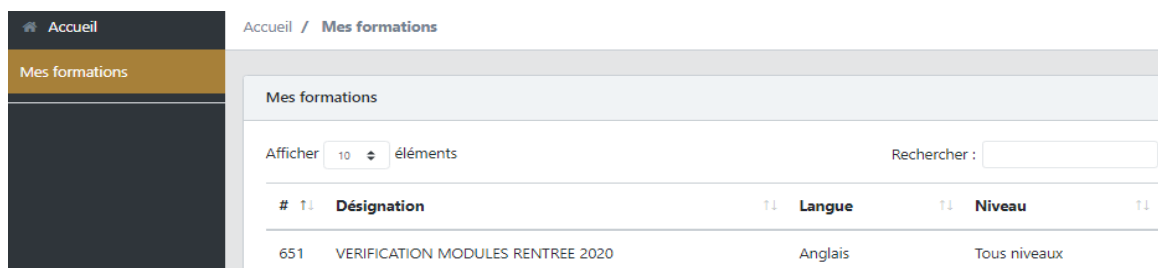 Accueil
Accueil / Mes formations
Mes formations
Mes formations
Afficher 10 éléments Rechercher :
# Désignation Langue Niveau
651 VERIFICATION MODULES RENTREE 2020 Anglais Tous niveaux